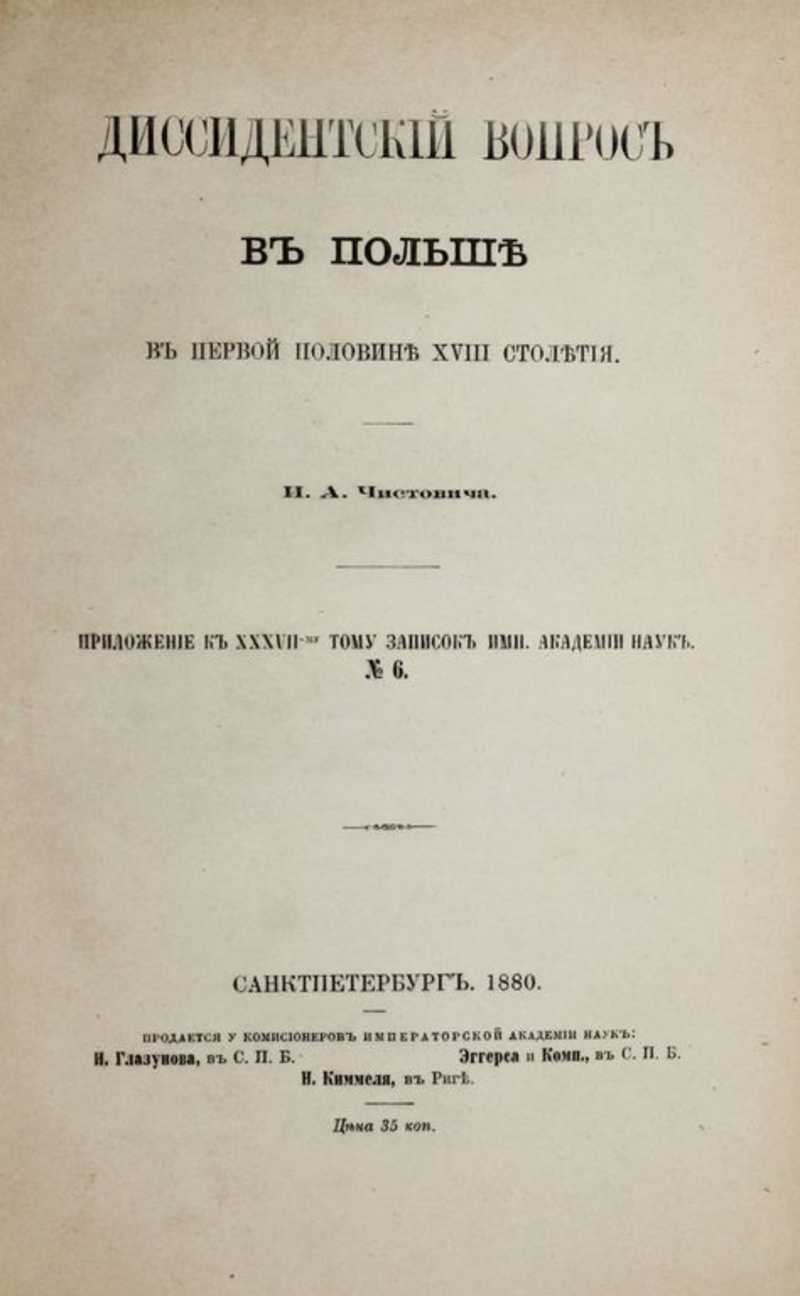 ДИССИДЕНТСКІЙ ВОПРОСЪ
ВЪ ПОЛЬШѢ
ВЪ ПЕРВОЙ ПОЛОВИНѢ XVIII СТОЛѢТІЯ.
И. А. Чистовича.
ПРИЛОЖЕНІЕ КЪ XXXVII-му ТОМУ ЗАПИСОКЪ ИМП. АКАДЕМІИ НАУКЪ.
№ 6.
САНКТПЕТЕРБУРГЪ. 1880.
ПРОДАЕТСЯ У КОМИСІОНЕРОВЪ ИМПЕРАТОРСКОЙ АКАДЕМІИ НАУКЪ:
И. Глазунова, въ С. П. Б. Эггерса и Комп., въ С. П. Б.
Н. Киммеля, въ Ригѣ.
Цѣна 35 коп.